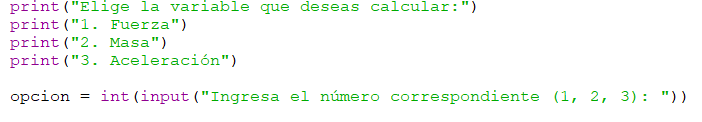 print("Elige la variable que deseas calcular:")
print("1. Fuerza")
print("2. Masa")
print("3. Aceleración")
opcion = int(input("Ingresa el número correspondiente (1, 2, 3): "))